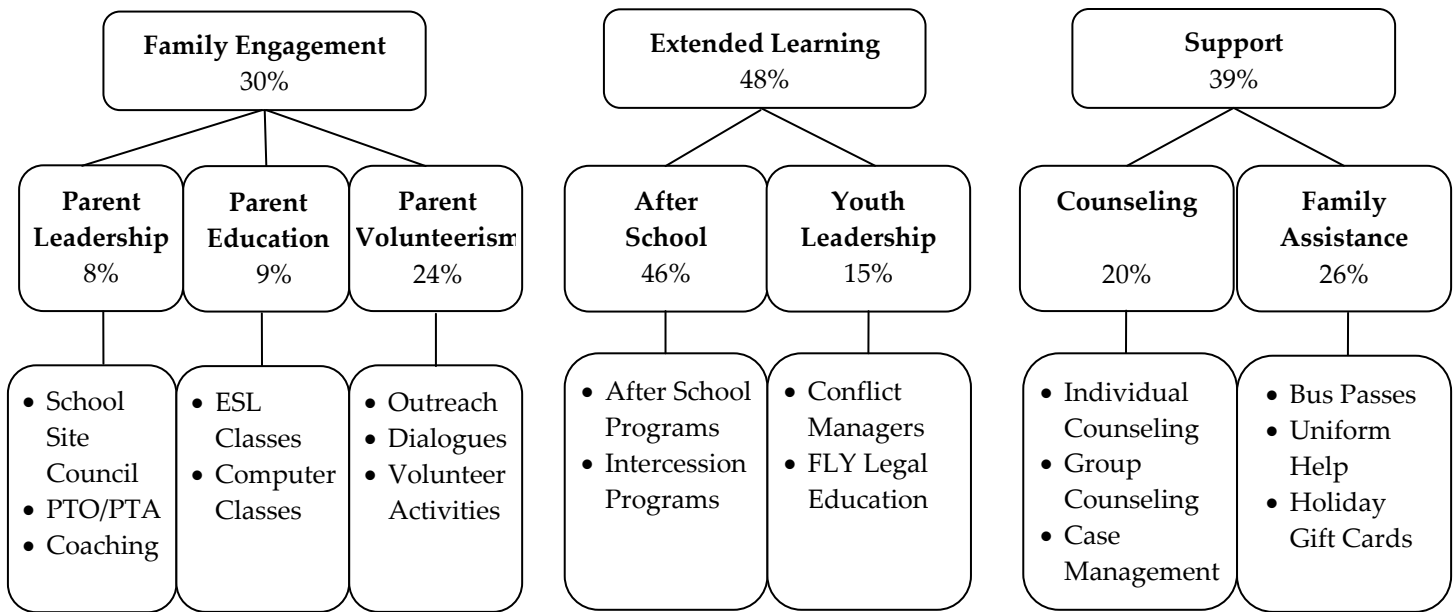 Family Engagement
30%
Extended Learning
48%
Support
39%
Parent
Leadership
8%
Parent
Education
9%
Parent
Volunteerism
24%
After
School
46%
Youth
Leadership
15%
Counseling
20%
Family
Assistance
26%
• School
Site
Council
• PTO/PTA
• Coaching
• ESL
Classes
• Computer
Classes
• Outreach
• Dialogues
• Volunteer
Activities
• After School
Programs
• Intercession
Programs
• Conflict
Managers
• FLY Legal
Education
• Individual
Counseling
• Group
Counseling
• Case
Management
• Bus Passes
• Uniform
Help
• Holiday
Gift Cards